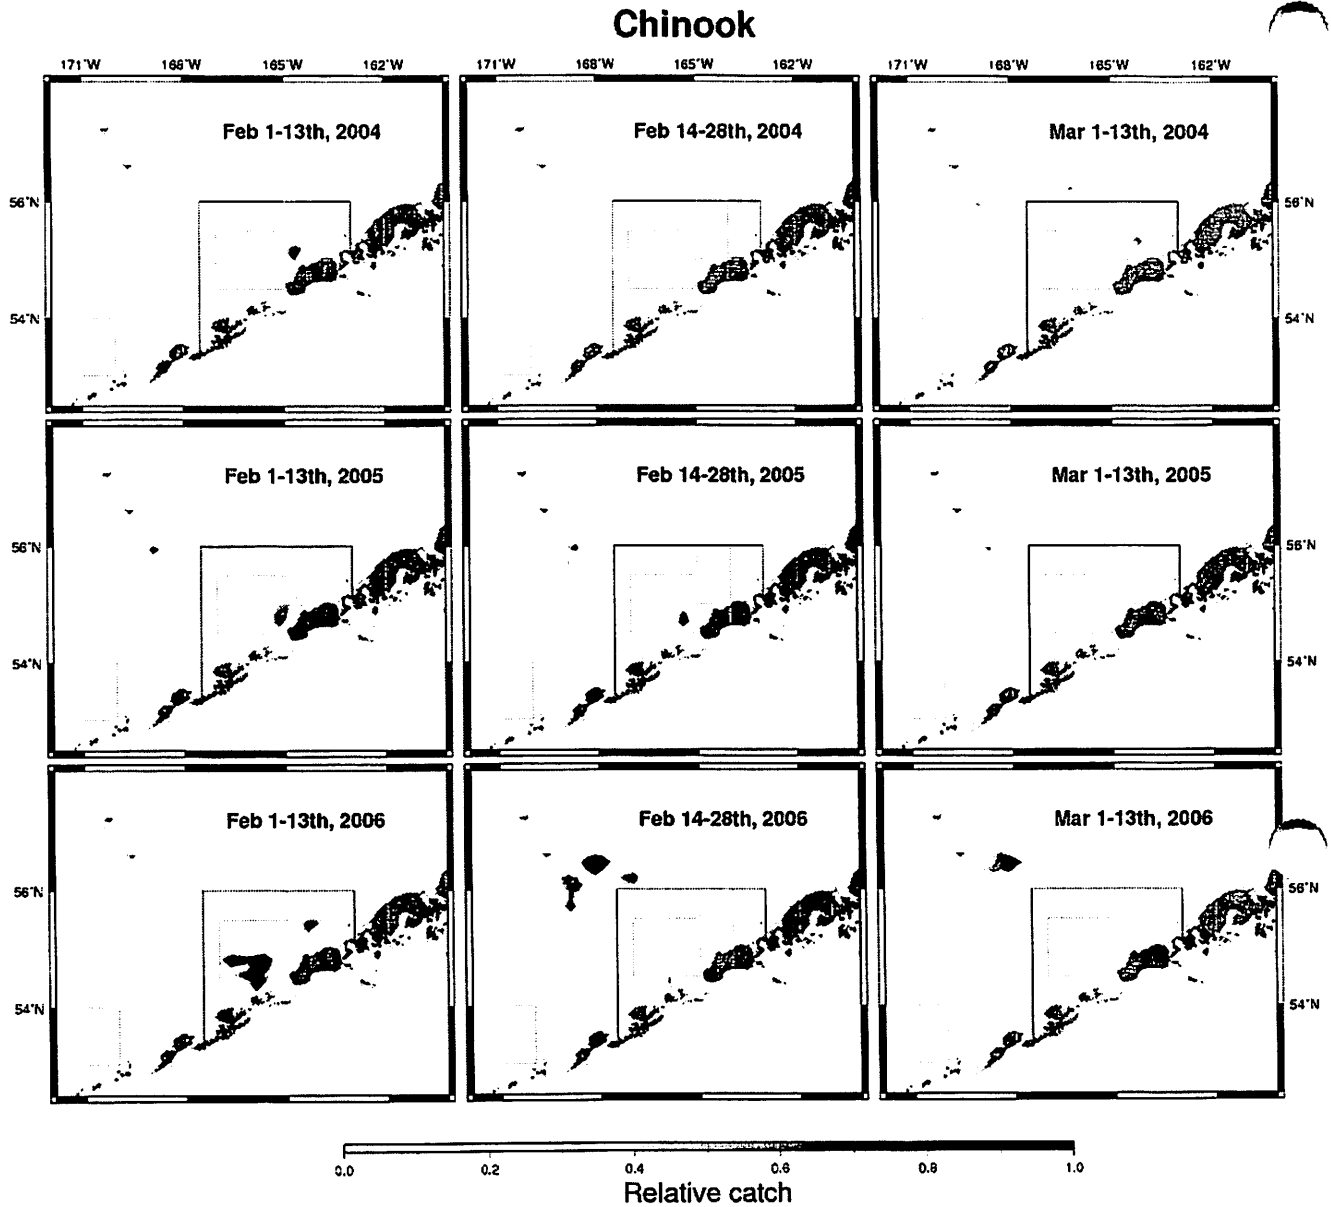 Chinook
171°W 168°W 165°W 162°W 171°W 168°W 165°W 162°W 171°W 168°W 165°W 162°W
Feb 1-13th, 2004 Feb 14-28th, 2004 Mar 1-13th, 2004
56°N 56°N
54°N 54°N
Feb 1-13th, 2005 Feb 14-28th, 2005 Mar 1-13th, 2005
56°N 56°N
54°N 54°N
Feb 1-13th, 2006 Feb 14-28th, 2006 Mar 1-13th, 2006
56°N 56°N
54°N 54°N
0.0 0.2 0.4 0.6 0.8 1.0
Relative catch